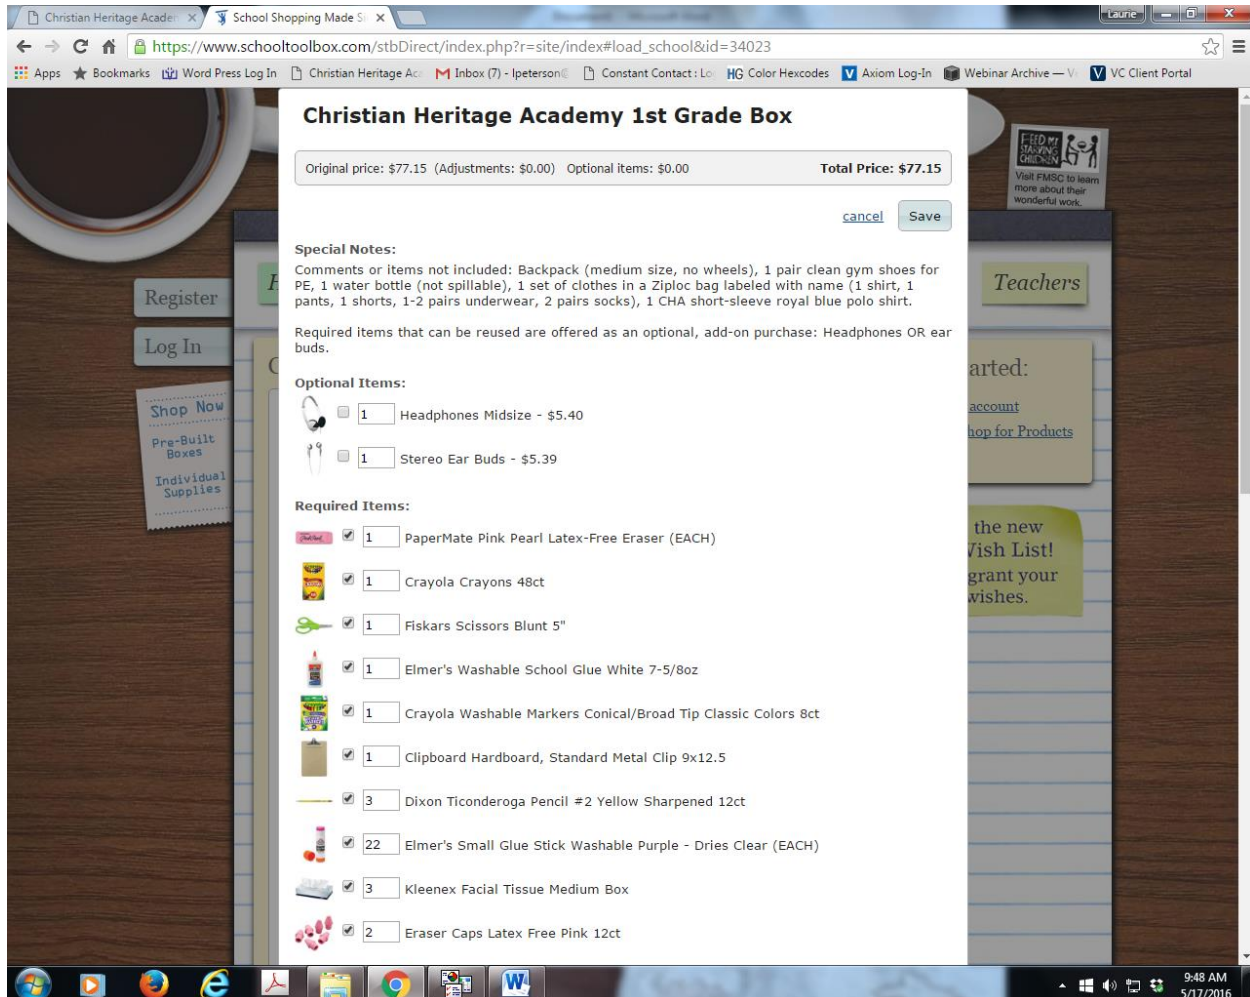 Christian Heritage Academ
School Shopping Made S
Laurie
https://www.schooltoolbox.com/stbDirect/index.php?r=site/index#load_school&id=34023
Apps Bookmarks Word Press Log In Christian Heritage Aca Inbox (7) - lpeterson@ Constant Contact : Lo HG Color Hexcodes Axiom Log-In Webinar Archive — V VC Client Portal
Christian Heritage Academy 1st Grade Box
Original price: $77.15 (Adjustments: $0.00) Optional items: $0.00 Total Price: $77.15
cancel Save
FEED MY
STARVING
CHILDREN
Visit FMSC to learn
more about their
wonderful work.
Register
Log In
Teachers
Shop Now
Pre-Built
Boxes
Individual
Supplies
Special Notes:
Comments or items not included: Backpack (medium size, no wheels), 1 pair clean gym shoes for
PE, 1 water bottle (not spillable), 1 set of clothes in a Ziploc bag labeled with name (1 shirt, 1
pants, 1 shorts, 1-2 pairs underwear, 2 pairs socks), 1 CHA short-sleeve royal blue polo shirt.
Required items that can be reused are offered as an optional, add-on purchase: Headphones OR ear
buds.
Optional Items:
1 Headphones Midsize - $5.40
1 Stereo Ear Buds - $5.39
Required Items:
1 PaperMate Pink Pearl Latex-Free Eraser (EACH)
1 Crayola Crayons 48ct
1 Fiskars Scissors Blunt 5"
1 Elmer's Washable School Glue White 7-5/8oz
1 Crayola Washable Markers Conical/Broad Tip Classic Colors 8ct
1 Clipboard Hardboard, Standard Metal Clip 9x12.5
3 Dixon Ticonderoga Pencil #2 Yellow Sharpened 12ct
22 Elmer's Small Glue Stick Washable Purple - Dries Clear (EACH)
3 Kleenex Facial Tissue Medium Box
2 Eraser Caps Latex Free Pink 12ct
arted:
account
hop for Products
the new
Wish List!
grant your
wishes.
9:48 AM
5/17/2016